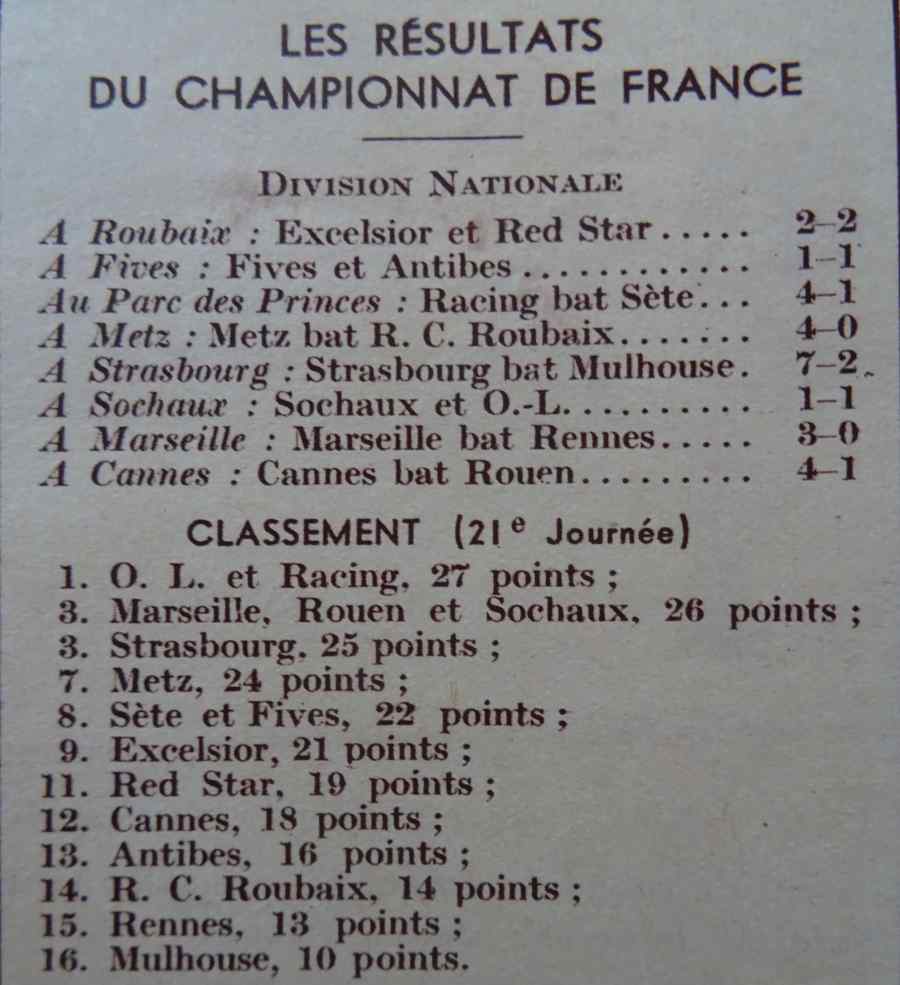 LES RÉSULTATS
DU CHAMPIONNAT DE FRANCE
DIVISION NATIONALE
A Roubaix : Excelsior et Red Star ..... 2–2
A Fives : Fives et Antibes ............ 1–1
Au Parc des Princes : Racing bat Sète ... 4–1
A Metz : Metz bat R. C. Roubaix ....... 4–0
A Strasbourg : Strasbourg bat Mulhouse. 7–2
A Sochaux : Sochaux et O.-L. .......... 1–1
A Marseille : Marseille bat Rennes ..... 3–0
A Cannes : Cannes bat Rouen ......... 4–1
CLASSEMENT (21e Journée)
1. O. L. et Racing, 27 points ;
3. Marseille, Rouen et Sochaux, 26 points ;
3. Strasbourg, 25 points ;
7. Metz, 24 points ;
8. Sète et Fives, 22 points ;
9. Excelsior, 21 points ;
11. Red Star, 19 points ;
12. Cannes, 18 points ;
13. Antibes, 16 points ;
14. R. C. Roubaix, 14 points ;
15. Rennes, 13 points ;
16. Mulhouse, 10 points.